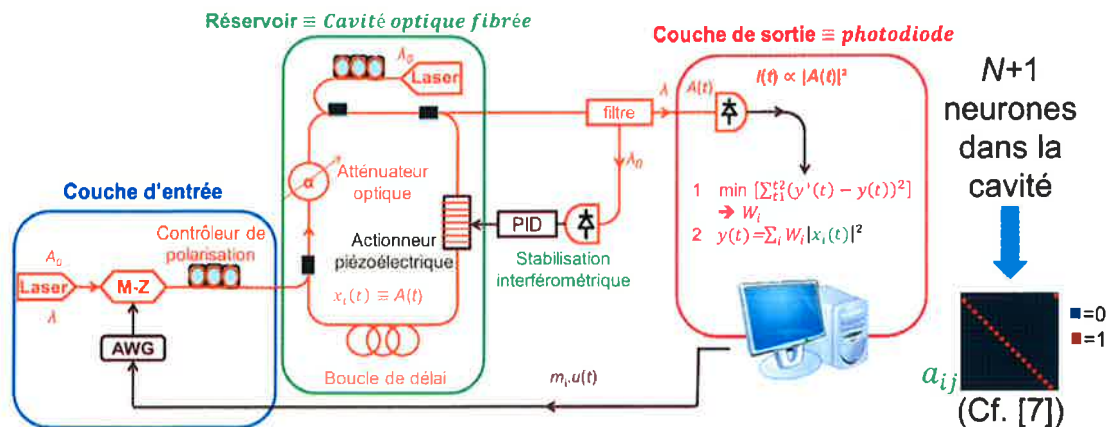 Réservoir ≡ Cavité optique fibrée
λ₀
Laser
Atténuateur
optique
α
Actionneur
piézoélectrique
xᵢ(t) ≡ A(t)
Boucle de délai
Couche d'entrée
Contrôleur de
polarisation
A₀
Laser
λ
M-Z
AWG
filtre
λ
λ₀
PID
Stabilisation
interférométrique
mᵢ.u(t)
Couche de sortie ≡ photodiode
I(t) ∝ |A(t)|²
A(t)
1 min [∑ₜ₁ᵗ²(y'(t) − y(t))²]
➔ Wᵢ
2 y(t)=∑ᵢ Wᵢ|xᵢ(t)|²
N+1
neurones
dans la
cavité
=0
=1
aᵢⱼ
(Cf. [7])